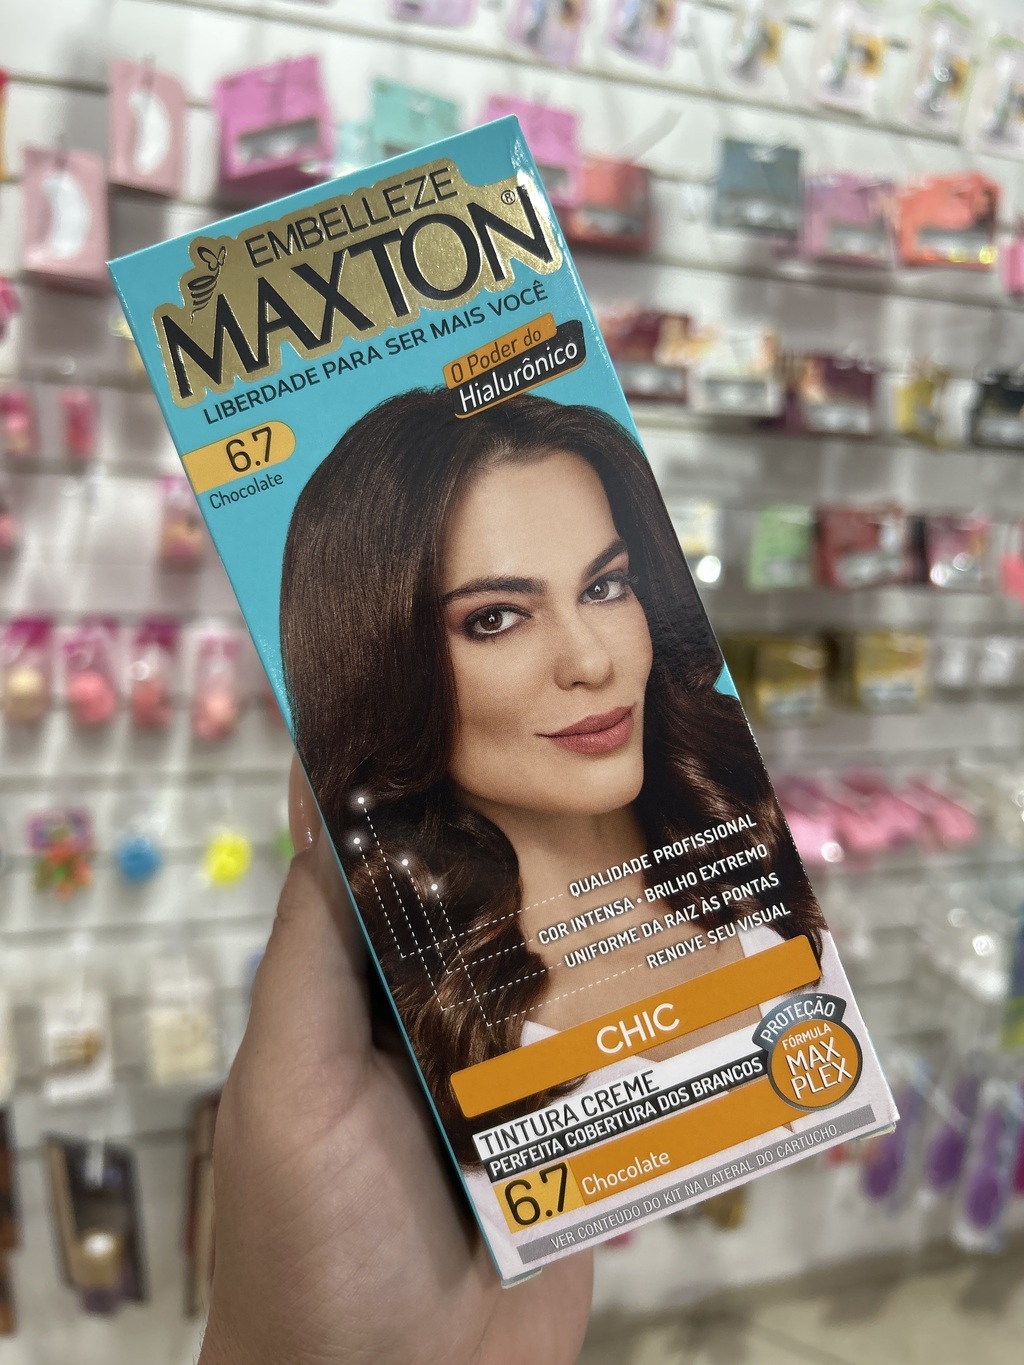 EMBELLEZE
MAXTON®
LIBERDADE PARA SER MAIS VOCÊ
O Poder do
Hialurônico
6.7
Chocolate
QUALIDADE PROFISSIONAL
COR INTENSA • BRILHO EXTREMO
UNIFORME DA RAIZ ÀS PONTAS
RENOVE SEU VISUAL
CHIC
PROTEÇÃO
FÓRMULA
MAX
PLEX
TINTURA CREME
PERFEITA COBERTURA DOS BRANCOS
6.7 Chocolate
VER CONTEÚDO DO KIT NA LATERAL DO CARTUCHO.